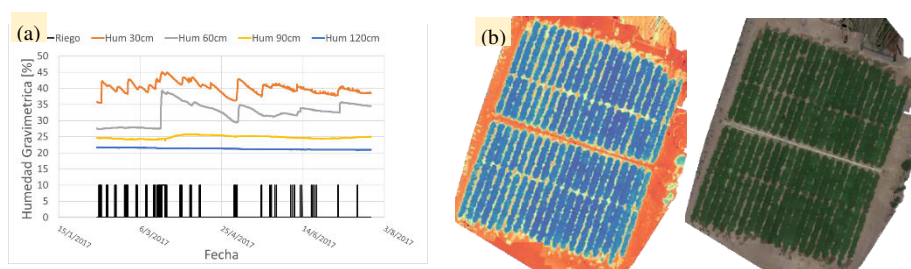 (a)
Riego Hum 30cm Hum 60cm Hum 90cm Hum 120cm
Humedad Gravimetrica [%]
50
45
40
35
30
25
20
15
10
5
0
15/1/2017 6/3/2017 25/4/2017 14/6/2017 3/8/2017
Fecha
(b)